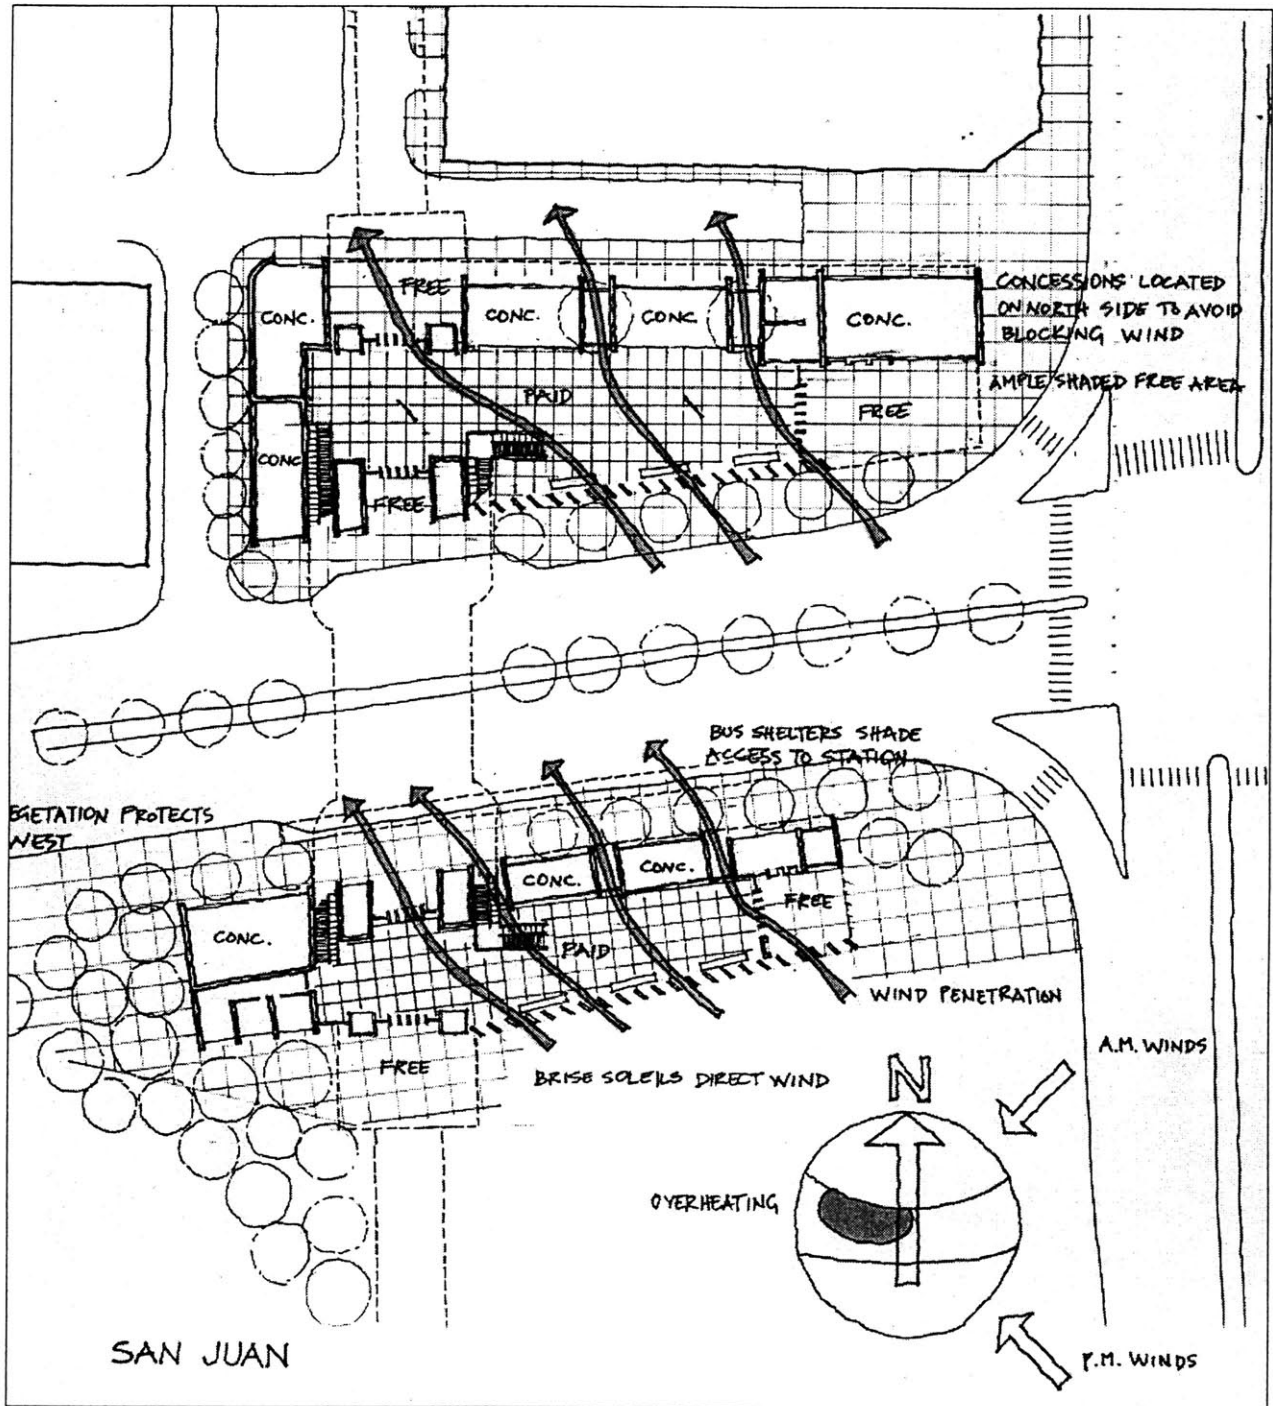 FREE
CONC.
CONC.
CONC.
CONC.
CONCESSIONS LOCATED
ON NORTH SIDE TO AVOID
BLOCKING WIND
AMPLE SHADED FREE AREA
PAID
FREE
CONC
FREE
BUS SHELTERS SHADE
ACCESS TO STATION
EGETATION PROTECTS
WEST
CONC.
CONC.
FREE
CONC.
PAID
WIND PENETRATION
FREE
BRISE SOLEILS DIRECT WIND
A.M. WINDS
N
OVERHEATING
SAN JUAN
P.M. WINDS